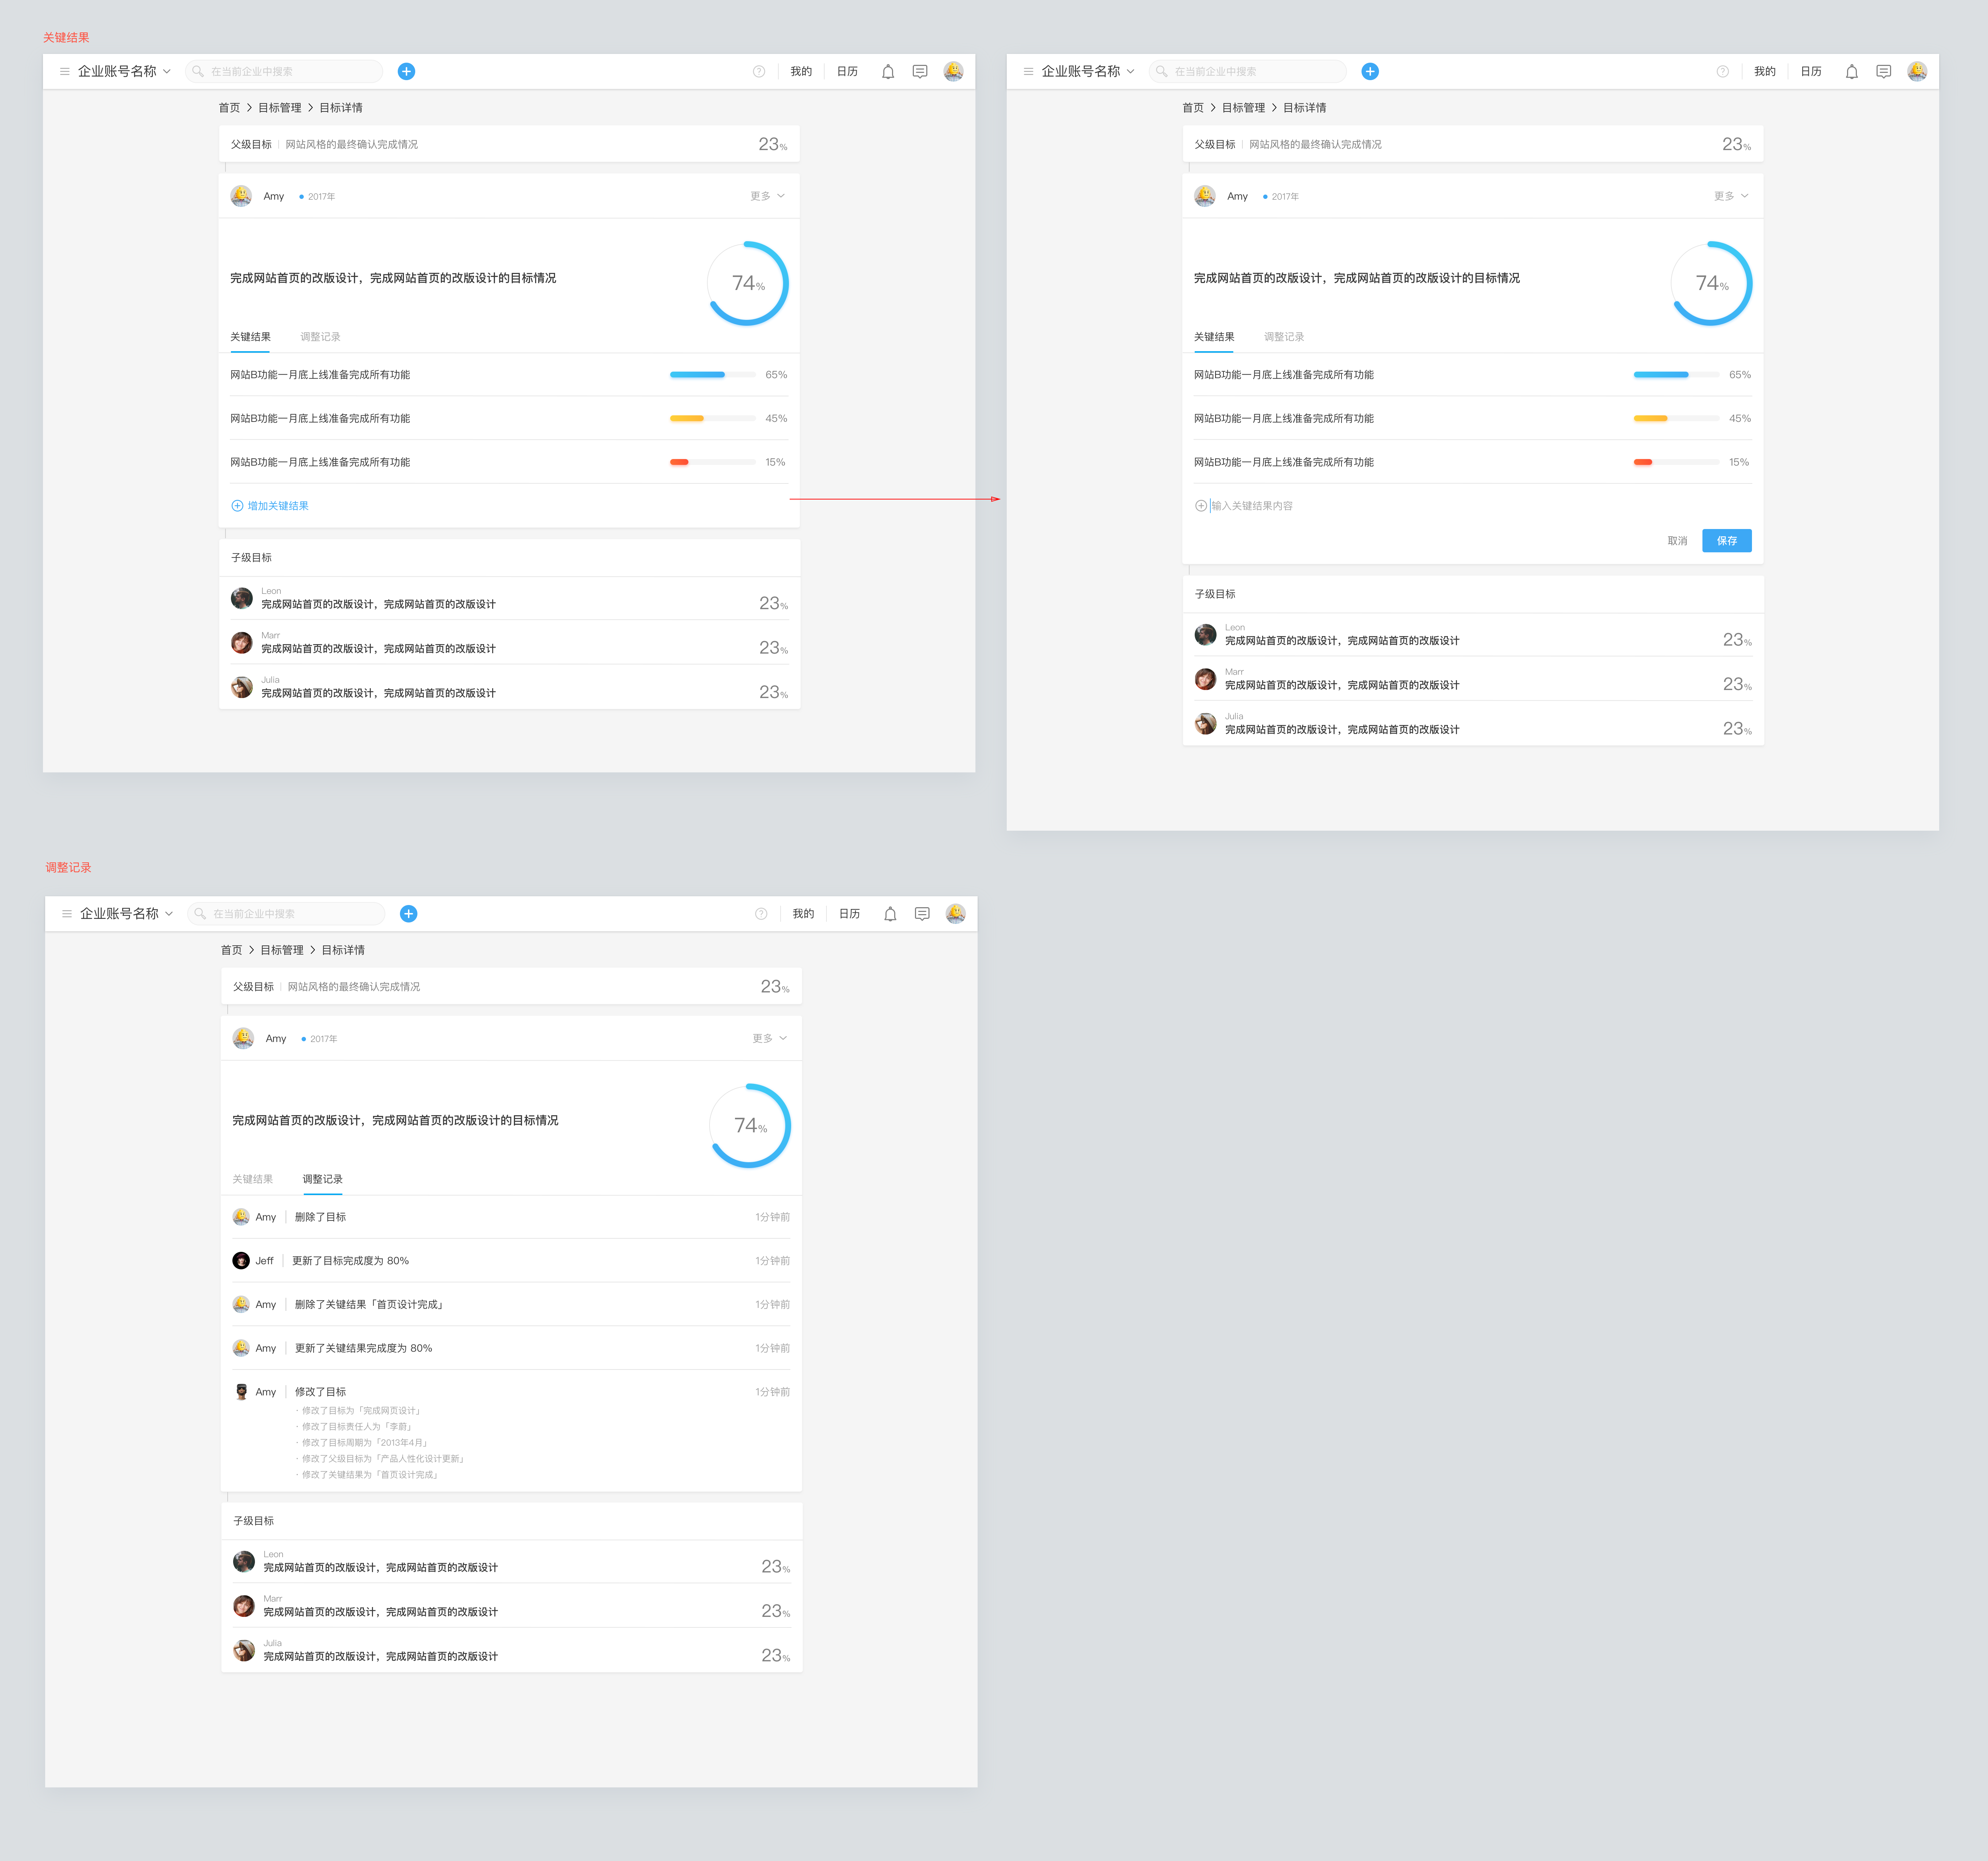 关键结果
企业账号名称 在当前企业中搜索 我的 日历
首页 目标管理 目标详情
父级目标 网站风格的最终确认完成情况 23%
Amy 2017年 更多
完成网站首页的改版设计，完成网站首页的改版设计的目标情况 74%
关键结果 调整记录
网站B功能一月底上线准备完成所有功能 65%
网站B功能一月底上线准备完成所有功能 45%
网站B功能一月底上线准备完成所有功能 15%
增加关键结果
子级目标
Leon
完成网站首页的改版设计，完成网站首页的改版设计 23%
Marr
完成网站首页的改版设计，完成网站首页的改版设计 23%
Julia
完成网站首页的改版设计，完成网站首页的改版设计 23%
企业账号名称 在当前企业中搜索 我的 日历
首页 目标管理 目标详情
父级目标 网站风格的最终确认完成情况 23%
Amy 2017年 更多
完成网站首页的改版设计，完成网站首页的改版设计的目标情况 74%
关键结果 调整记录
网站B功能一月底上线准备完成所有功能 65%
网站B功能一月底上线准备完成所有功能 45%
网站B功能一月底上线准备完成所有功能 15%
输入关键结果内容
取消 保存
子级目标
Leon
完成网站首页的改版设计，完成网站首页的改版设计 23%
Marr
完成网站首页的改版设计，完成网站首页的改版设计 23%
Julia
完成网站首页的改版设计，完成网站首页的改版设计 23%
调整记录
企业账号名称 在当前企业中搜索 我的 日历
首页 目标管理 目标详情
父级目标 网站风格的最终确认完成情况 23%
Amy 2017年 更多
完成网站首页的改版设计，完成网站首页的改版设计的目标情况 74%
关键结果 调整记录
Amy 删除了目标 1分钟前
Jeff 更新了目标完成度为 80% 1分钟前
Amy 删除了关键结果「首页设计完成」 1分钟前
Amy 更新了关键结果完成度为 80% 1分钟前
Amy 修改了目标 1分钟前
· 修改了目标为「完成网页设计」
· 修改了目标责任人为「李蔚」
· 修改了目标周期为「2013年4月」
· 修改了父级目标为「产品人性化设计更新」
· 修改了关键结果为「首页设计完成」
子级目标
Leon
完成网站首页的改版设计，完成网站首页的改版设计 23%
Marr
完成网站首页的改版设计，完成网站首页的改版设计 23%
Julia
完成网站首页的改版设计，完成网站首页的改版设计 23%